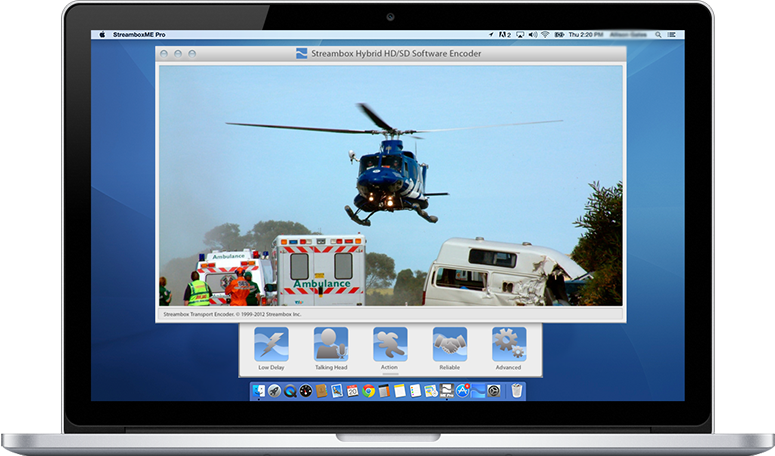 StreamboxME Pro
2
Thu 2:20 PM
Streambox Hybrid HD/SD Software Encoder
Ambulance
Ambulance
Streambox Transport Encoder. © 1999-2012 Streambox Inc.
Low Delay
Talking Head
Action
Reliable
Advanced